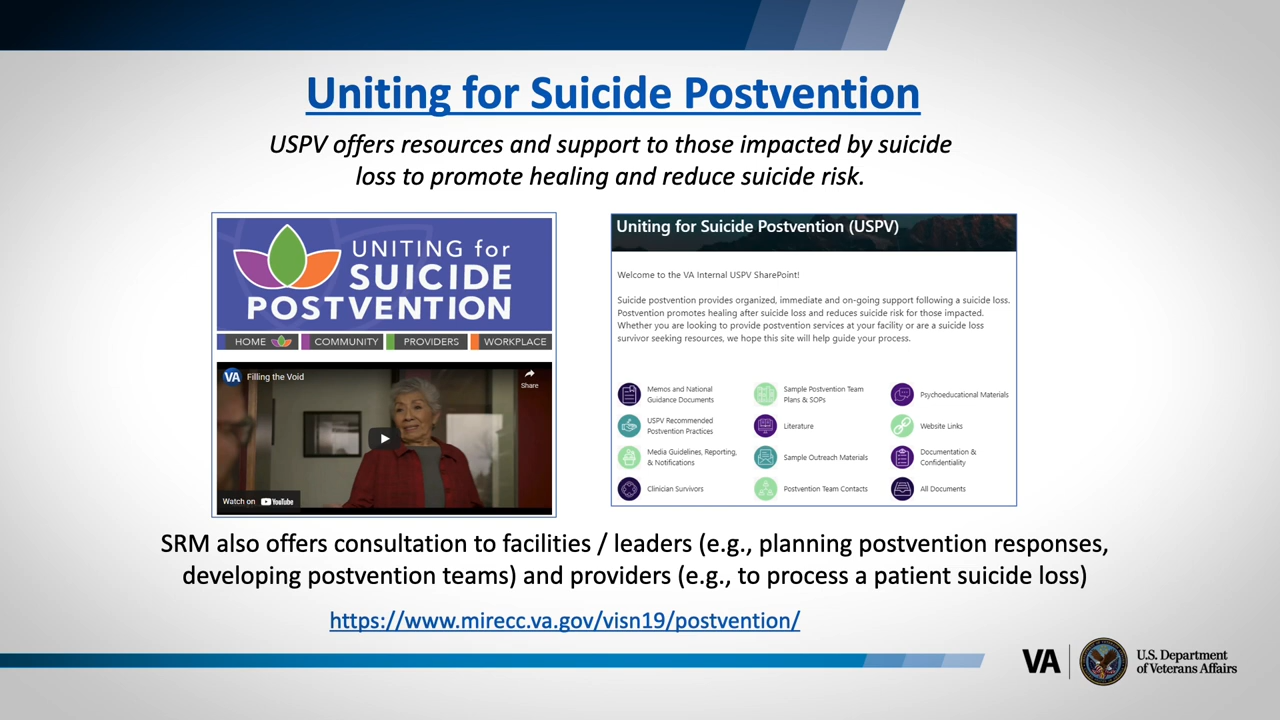 Uniting for Suicide Postvention
USPV offers resources and support to those impacted by suicide
loss to promote healing and reduce suicide risk.
UNITING for
SUICIDE
POSTVENTION
HOME
COMMUNITY
PROVIDERS
WORKPLACE
VA
Filling the Void
Share
Watch on YouTube
Uniting for Suicide Postvention (USPV)
Welcome to the VA Internal USPV SharePoint!
Suicide postvention provides organized, immediate and on-going support following a suicide loss.
Postvention promotes healing after suicide loss and reduces suicide risk for those impacted.
Whether you are looking to provide postvention services at your facility or are a suicide loss
survivor seeking resources, we hope this site will help guide your process.
Memos and National
Guidance Documents
Sample Postvention Team
Plans & SOPs
Psychoeducational Materials
USPV Recommended
Postvention Practices
Literature
Website Links
Media Guidelines, Reporting,
& Notifications
Sample Outreach Materials
Documentation &
Confidentiality
Clinician Survivors
Postvention Team Contacts
All Documents
SRM also offers consultation to facilities / leaders (e.g., planning postvention responses,
developing postvention teams) and providers (e.g., to process a patient suicide loss)
https://www.mirecc.va.gov/visn19/postvention/
VA
U.S. Department
of Veterans Affairs